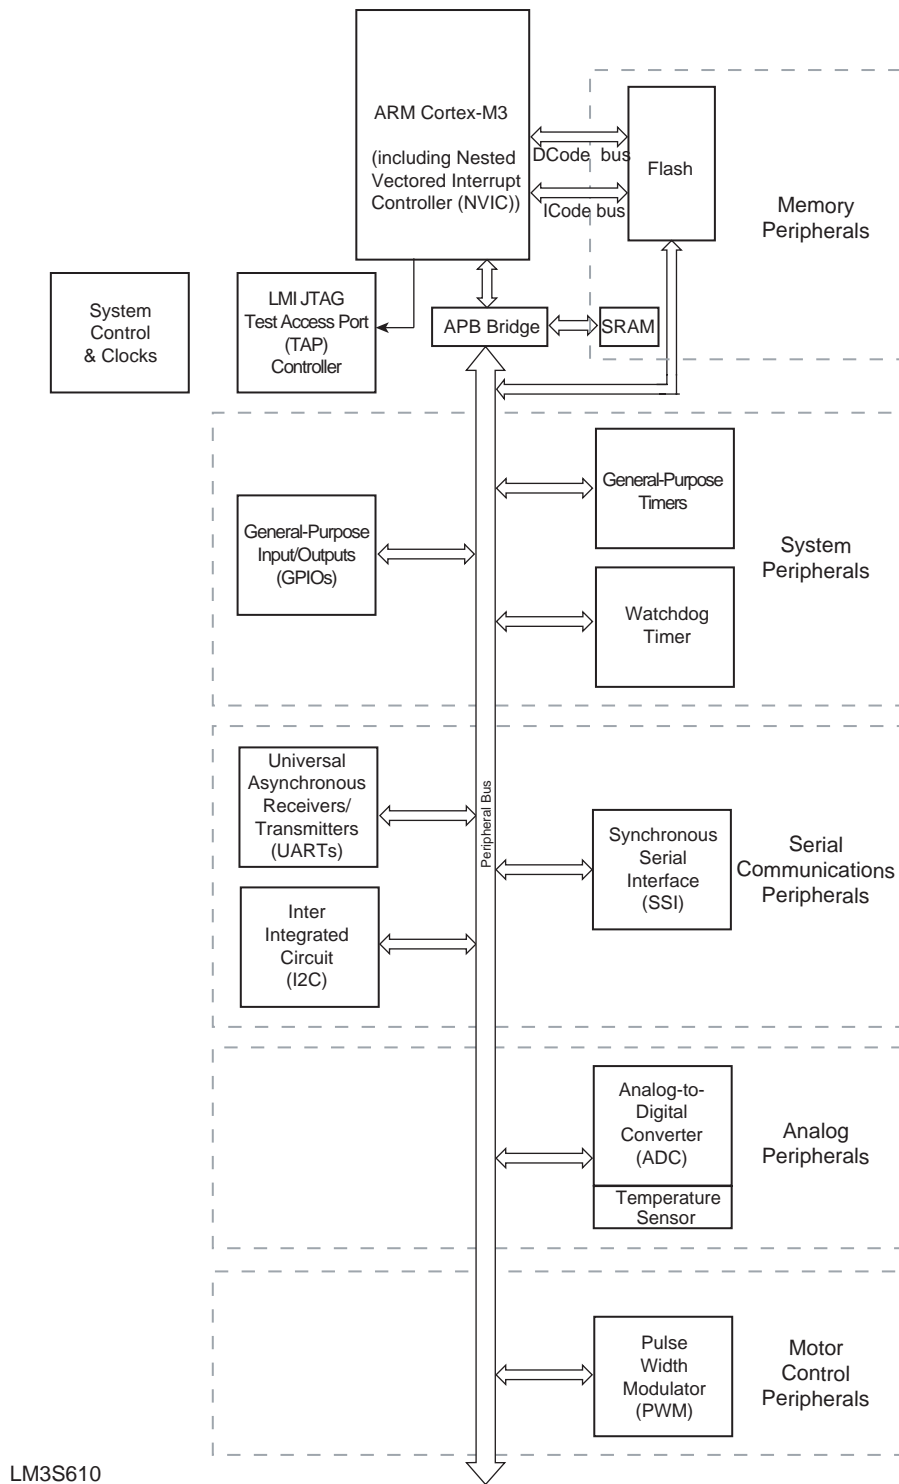 ARM Cortex-M3
(including Nested
Vectored Interrupt
Controller (NVIC))
DCode bus
ICode bus
Flash
Memory
Peripherals
System
Control
& Clocks
LMI JTAG
Test Access Port
(TAP)
Controller
APB Bridge
SRAM
General-Purpose
Timers
General-Purpose
Input/Outputs
(GPIOs)
System
Peripherals
Watchdog
Timer
Universal
Asynchronous
Receivers/
Transmitters
(UARTs)
Peripheral Bus
Synchronous
Serial
Interface
(SSI)
Serial
Communications
Peripherals
Inter
Integrated
Circuit
(I2C)
Analog-to-
Digital
Converter
(ADC)
Temperature
Sensor
Analog
Peripherals
Pulse
Width
Modulator
(PWM)
Motor
Control
Peripherals
LM3S610